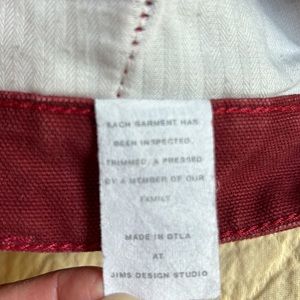 EACH GARMENT HAS
BEEN INSPECTED,
TRIMMED, & PRESSED
BY A MEMBER OF OUR
FAMILY
MADE IN DTLA
AT
JIMS DESIGN STUDIO